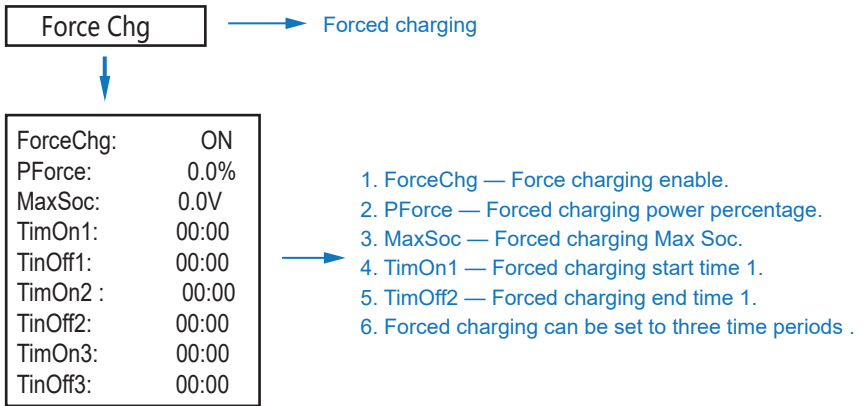 Force Chg
Forced charging
ForceChg: ON
PForce: 0.0%
MaxSoc: 0.0V
TimOn1: 00:00
TinOff1: 00:00
TimOn2 : 00:00
TinOff2: 00:00
TimOn3: 00:00
TinOff3: 00:00
1. ForceChg — Force charging enable.
2. PForce — Forced charging power percentage.
3. MaxSoc — Forced charging Max Soc.
4. TimOn1 — Forced charging start time 1.
5. TimOff2 — Forced charging end time 1.
6. Forced charging can be set to three time periods .